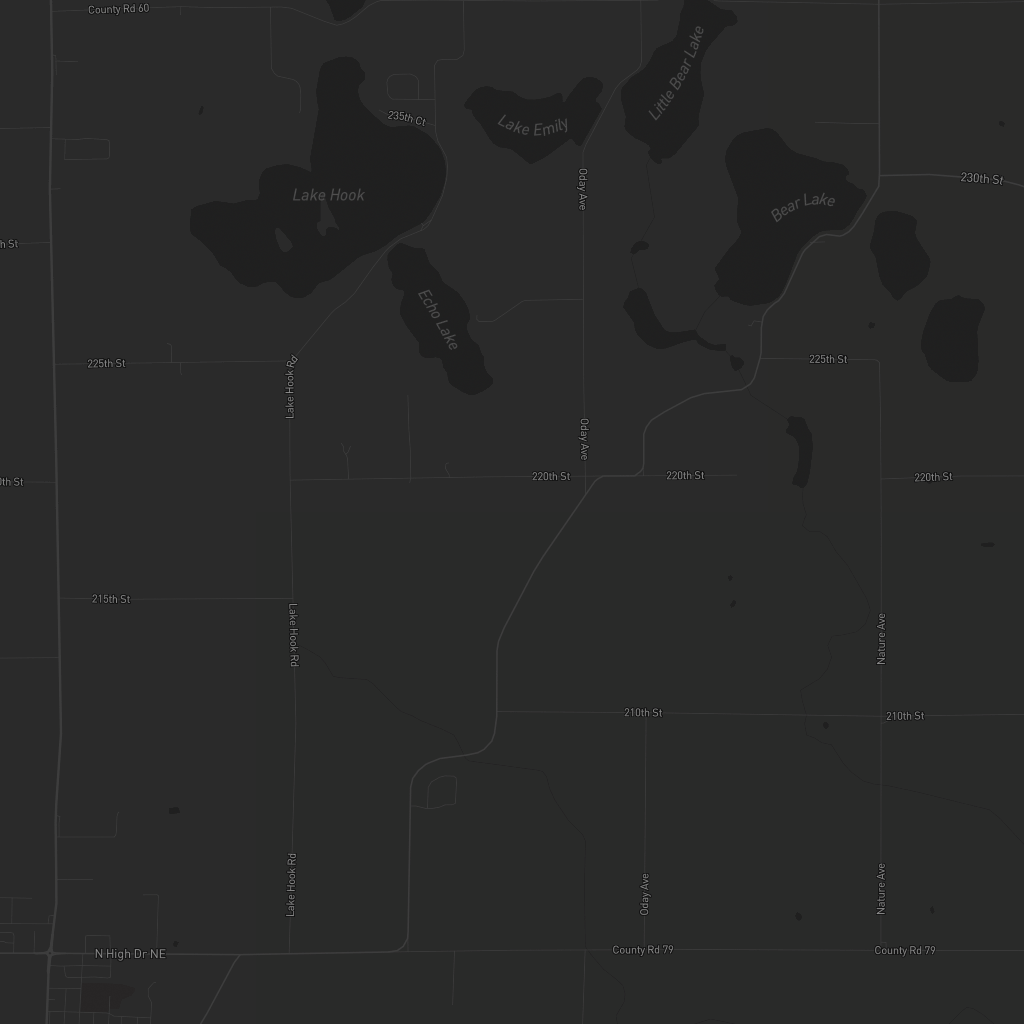 County Rd 60
235th Ct
Lake Emily
Little Bear Lake
Lake Hook
Oday Ave
Bear Lake
230th St
h St
Echo Lake
225th St
Lake Hook Rd
225th St
Oday Ave
0th St
220th St
220th St
220th St
215th St
Lake Hook Rd
Nature Ave
210th St
210th St
Lake Hook Rd
Oday Ave
Nature Ave
N High Dr NE
County Rd 79
County Rd 79